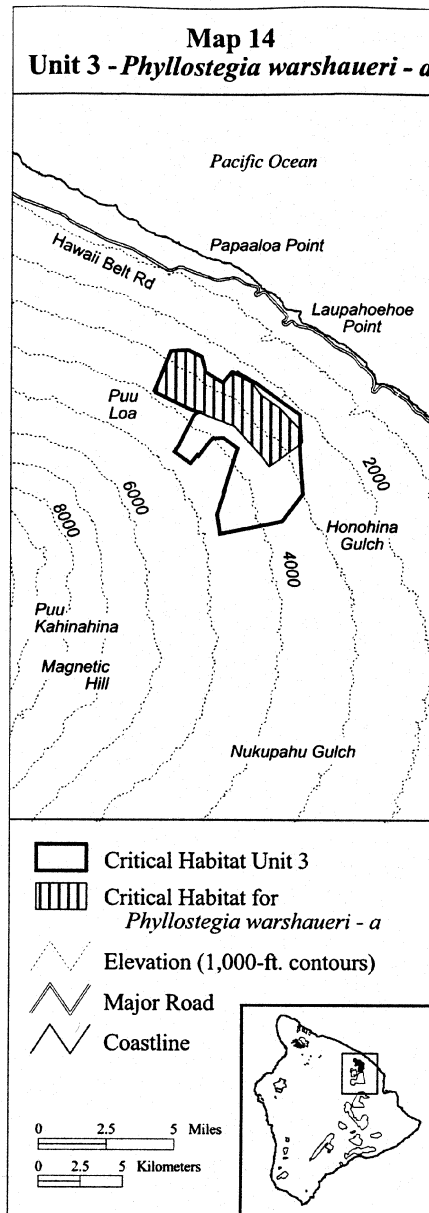 Map 14
Unit 3 - Phyllostegia warshaueri - a
Pacific Ocean
Papaaloa Point
Hawaii Belt Rd
Laupahoehoe
Point
Puu
Loa
2000
6000
8000
Honohina
Gulch
4000
Puu
Kahinahina
Magnetic
Hill
Nukupahu Gulch
Critical Habitat Unit 3
Critical Habitat for
Phyllostegia warshaueri - a
Elevation (1,000-ft. contours)
Major Road
Coastline
0 2.5 5 Miles
0 2.5 5 Kilometers